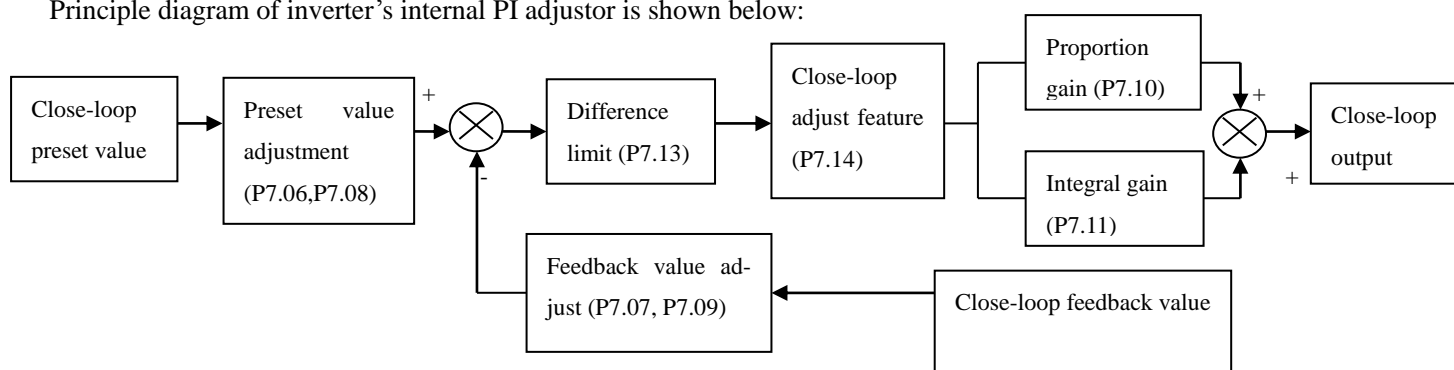 Principle diagram of inverter's internal PI adjustor is shown below:
Close-loop
preset value
Preset value
adjustment
(P7.06,P7.08)
+
-
Difference
limit (P7.13)
Close-loop
adjust feature
(P7.14)
Proportion
gain (P7.10)
Integral gain
(P7.11)
+
+
Close-loop
output
Feedback value ad-
just (P7.07, P7.09)
Close-loop feedback value